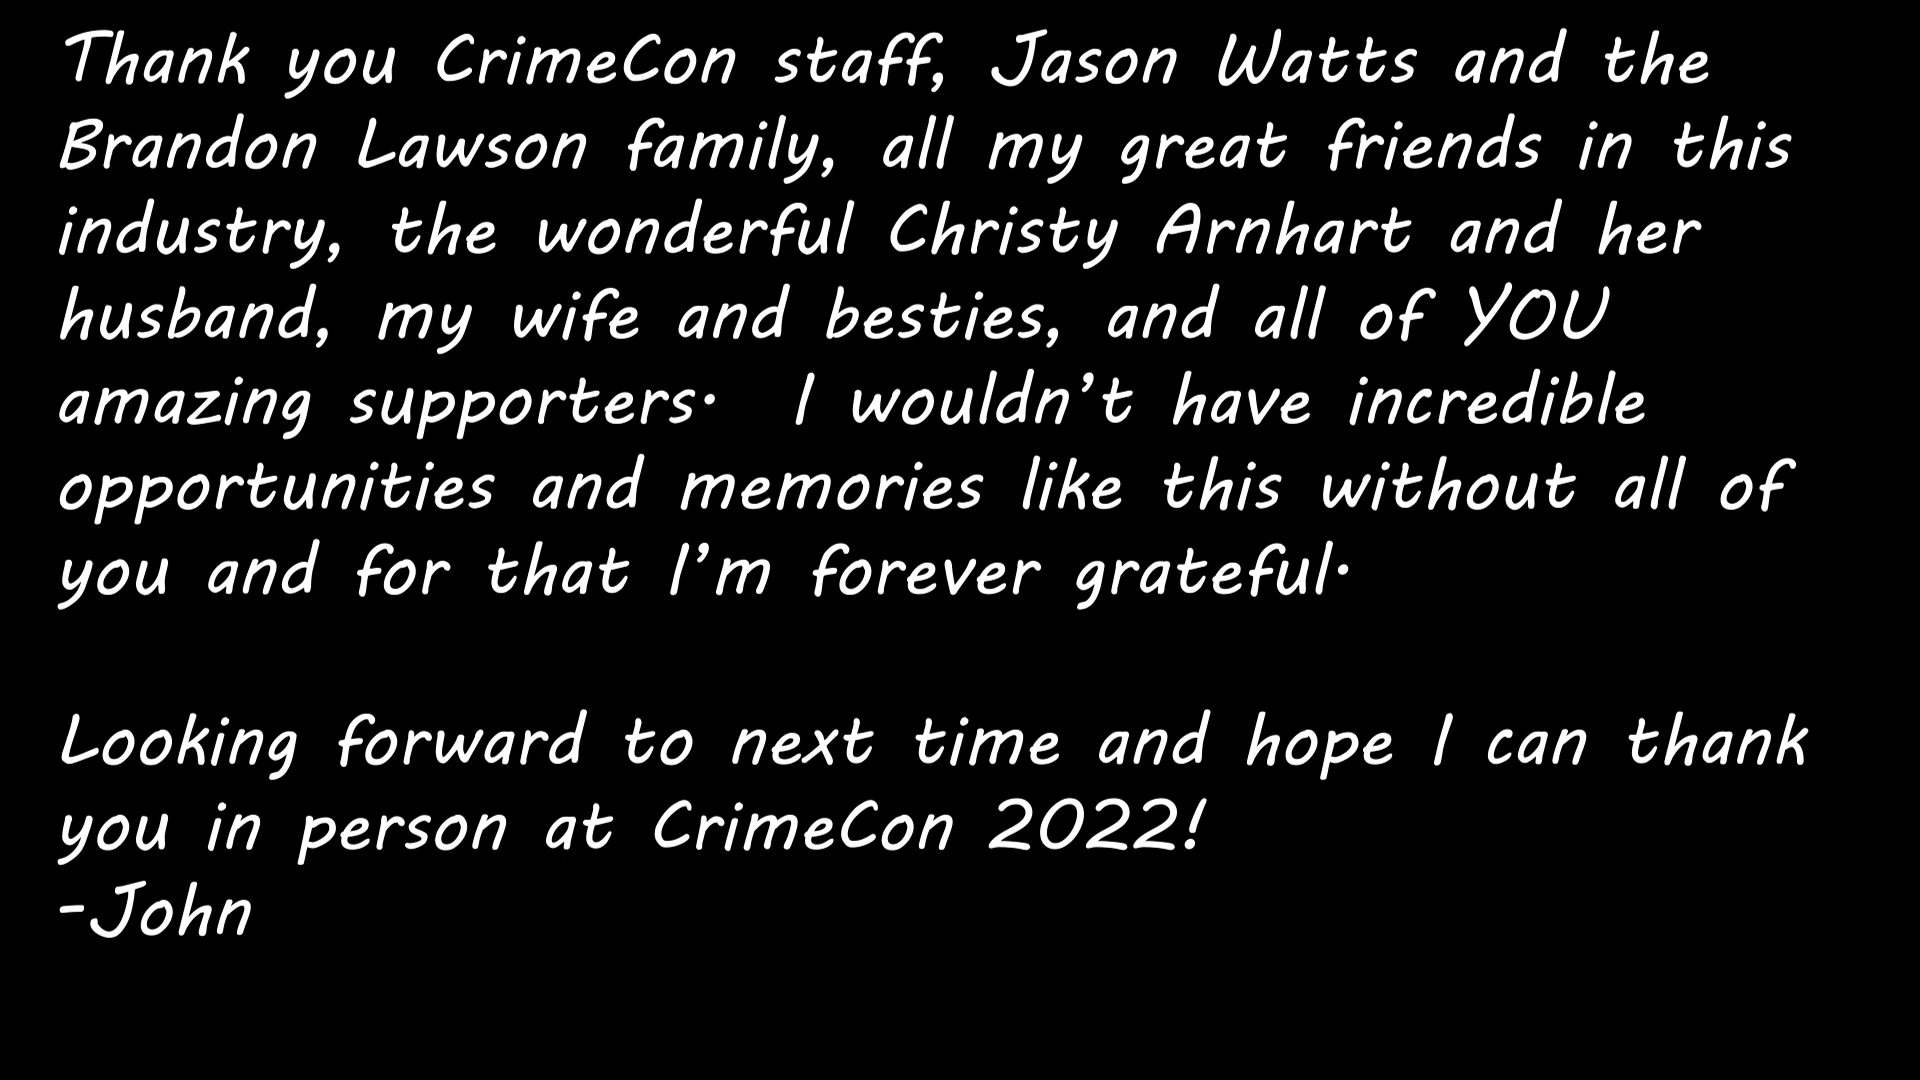 Thank you CrimeCon staff, Jason Watts and the
Brandon Lawson family, all my great friends in this
industry, the wonderful Christy Arnhart and her
husband, my wife and besties, and all of YOU
amazing supporters.  I wouldn’t have incredible
opportunities and memories like this without all of
you and for that I’m forever grateful.
Looking forward to next time and hope I can thank
you in person at CrimeCon 2022!
-John